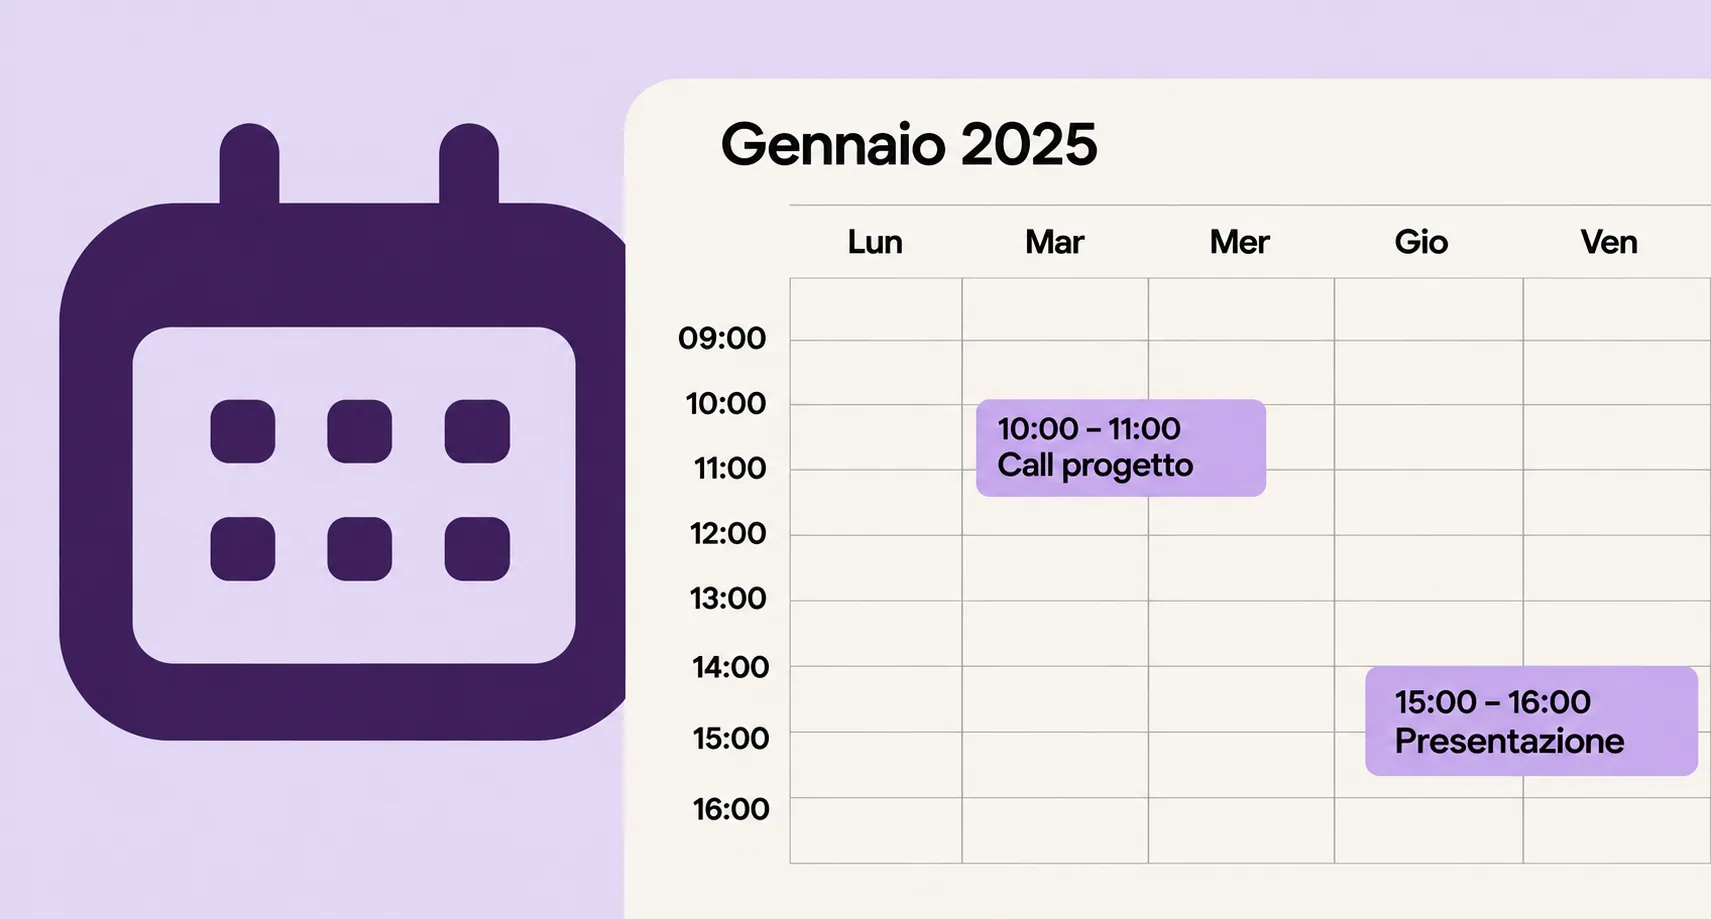 Gennaio 2025
Lun Mar Mer Gio Ven
09:00
10:00
10:00 – 11:00
Call progetto
11:00
12:00
13:00
14:00
15:00 – 16:00
Presentazione
15:00
16:00